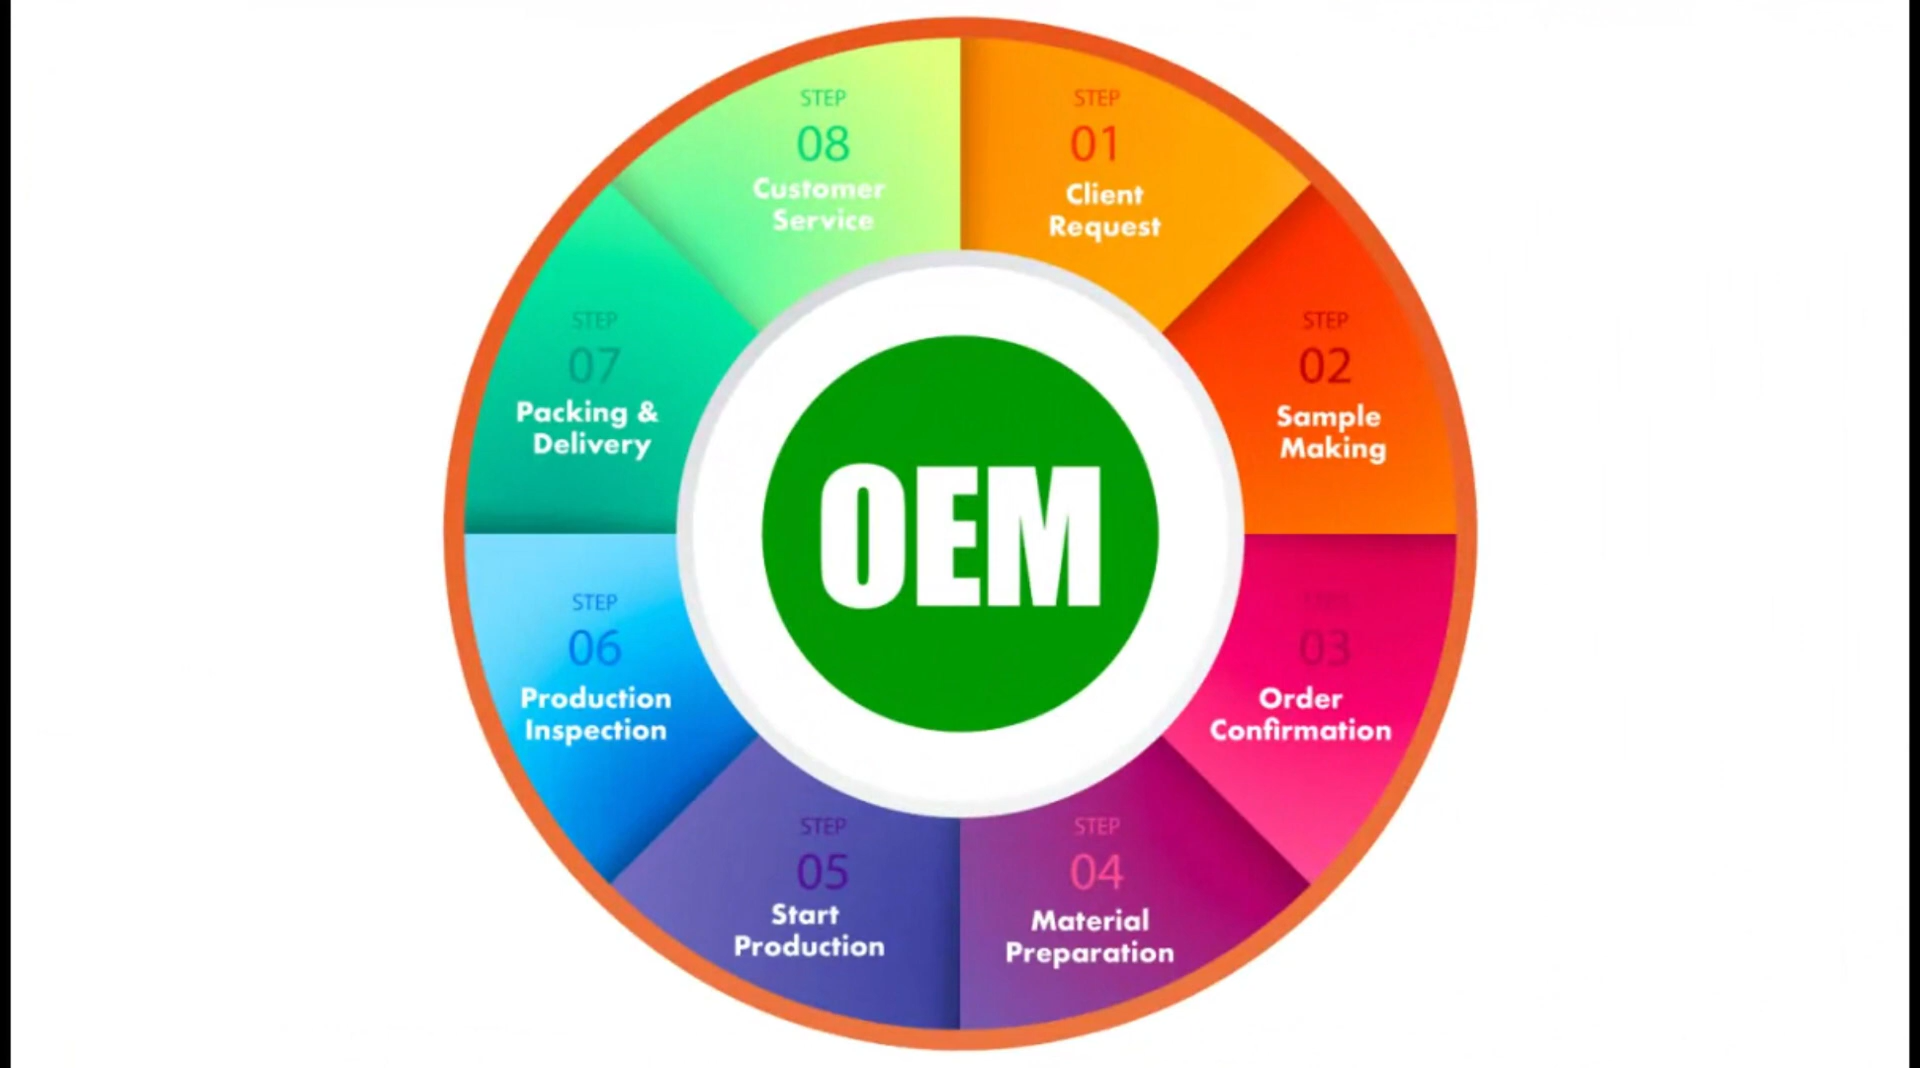 STEP
01
Client
Request
STEP
02
Sample
Making
03
Order
Confirmation
STEP
04
Material
Preparation
STEP
05
Start
Production
STEP
06
Production
Inspection
STEP
07
Packing &
Delivery
STEP
08
Customer
Service
OEM